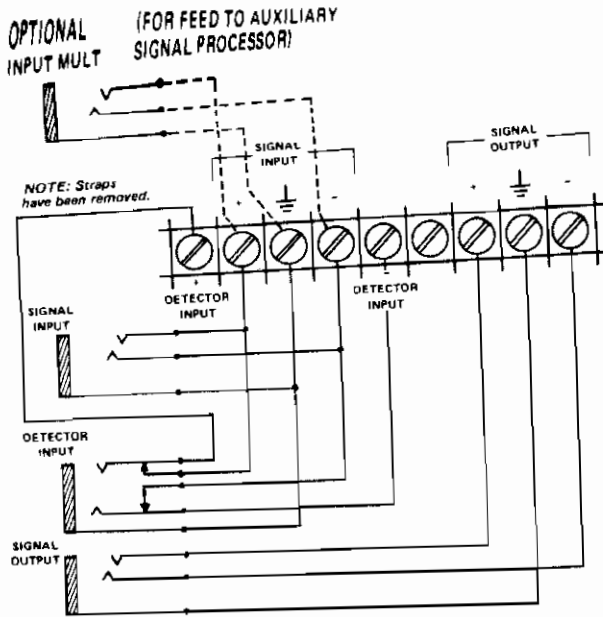 OPTIONAL
INPUT MULT
(FOR FEED TO AUXILIARY
SIGNAL PROCESSOR)
SIGNAL
INPUT
SIGNAL
OUTPUT
NOTE: Straps
have been removed.
+
-
+
-
+
DETECTOR
INPUT
-
DETECTOR
INPUT
SIGNAL
INPUT
DETECTOR
INPUT
SIGNAL
OUTPUT